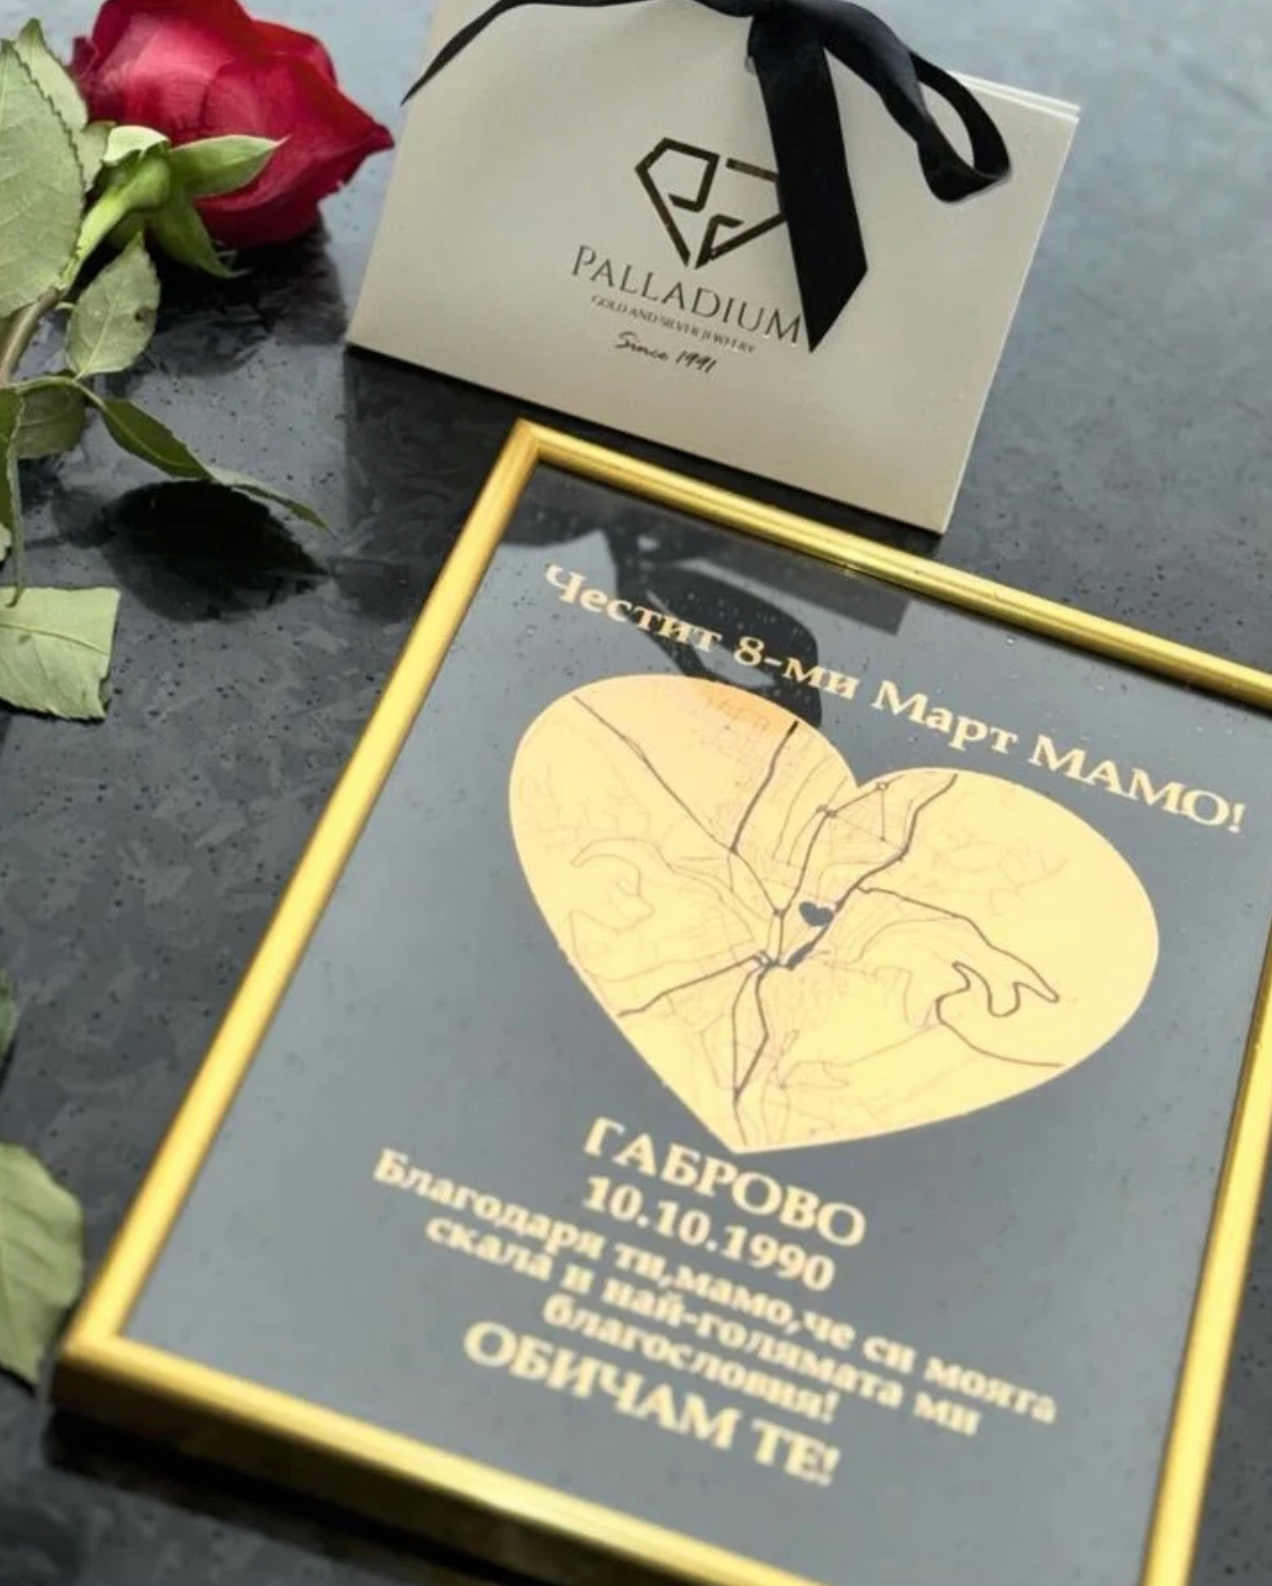 PALLADIUM
GOLD AND SILVER JEWELRY
Since 1991
Честит 8-ми Март МАМО!
ГАБРОВО
10.10.1990
Благодаря ти,мамо,че си моята
скала и най-голямата ми
благословия!
ОБИЧАМ ТЕ!